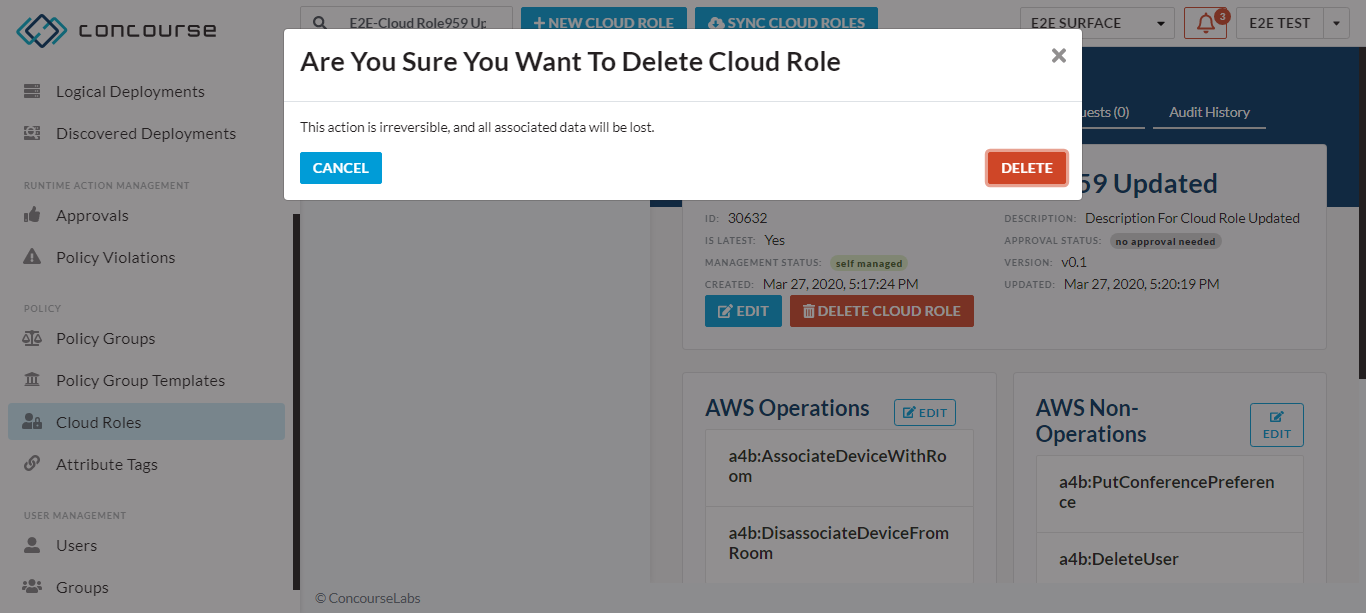 concourse
E2E-Cloud Role959 Up
NEW CLOUD ROLE
SYNC CLOUD ROLES
E2E SURFACE
3
E2E TEST
Are You Sure You Want To Delete Cloud Role
×
This action is irreversible, and all associated data will be lost.
CANCEL
DELETE
Logical Deployments
Discovered Deployments
RUNTIME ACTION MANAGEMENT
Approvals
Policy Violations
POLICY
Policy Groups
Policy Group Templates
Cloud Roles
Attribute Tags
USER MANAGEMENT
Users
Groups
uests (0)
Audit History
59 Updated
ID: 30632
IS LATEST: Yes
MANAGEMENT STATUS: self managed
CREATED: Mar 27, 2020, 5:17:24 PM
DESCRIPTION: Description For Cloud Role Updated
APPROVAL STATUS: no approval needed
VERSION: v0.1
UPDATED: Mar 27, 2020, 5:20:19 PM
EDIT
DELETE CLOUD ROLE
AWS Operations
EDIT
a4b:AssociateDeviceWithRo
om
a4b:DisassociateDeviceFrom
Room
AWS Non-
Operations
EDIT
a4b:PutConferencePreferen
ce
a4b:DeleteUser
© ConcourseLabs